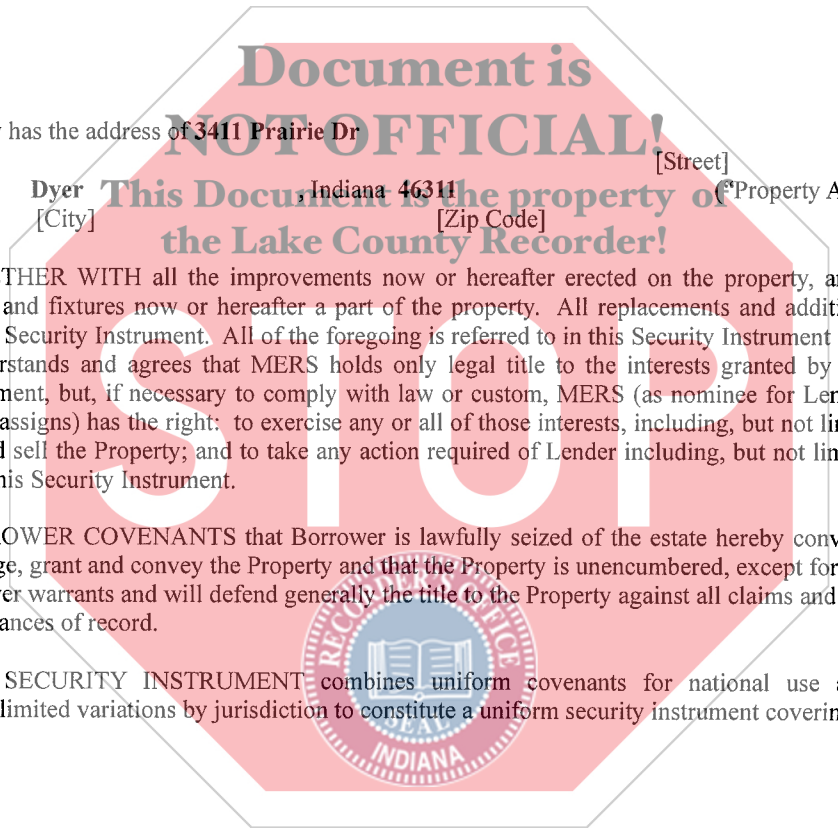 Document is
y has the address of 3411 Prairie Dr
NOT OFFICIAL!
[Street]
Dyer , Indiana 46311 ("Property A
This Document is the property of
[City] [Zip Code]
the Lake County Recorder!
THER WITH all the improvements now or hereafter erected on the property, an
and fixtures now or hereafter a part of the property. All replacements and additi
Security Instrument. All of the foregoing is referred to in this Security Instrument
rstands and agrees that MERS holds only legal title to the interests granted by
ment, but, if necessary to comply with law or custom, MERS (as nominee for Len
assigns) has the right: to exercise any or all of those interests, including, but not lin
d sell the Property; and to take any action required of Lender including, but not lin
his Security Instrument.
STOP
OWER COVENANTS that Borrower is lawfully seized of the estate hereby conv
ge, grant and convey the Property and that the Property is unencumbered, except for
er warrants and will defend generally the title to the Property against all claims and
ances of record.
RECORDER'S OFFICE
SECURITY INSTRUMENT combines uniform covenants for national use a
limited variations by jurisdiction to constitute a uniform security instrument coverin
SEAL
INDIANA